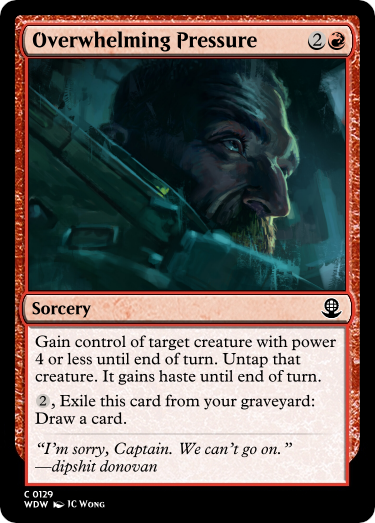 Overwhelming Pressure 2
Sorcery
Gain control of target creature with power
4 or less until end of turn. Untap that
creature. It gains haste until end of turn.
2, Exile this card from your graveyard:
Draw a card.
“I’m sorry, Captain. We can’t go on.”
—dipshit donovan
C 0129
WDW JC Wong